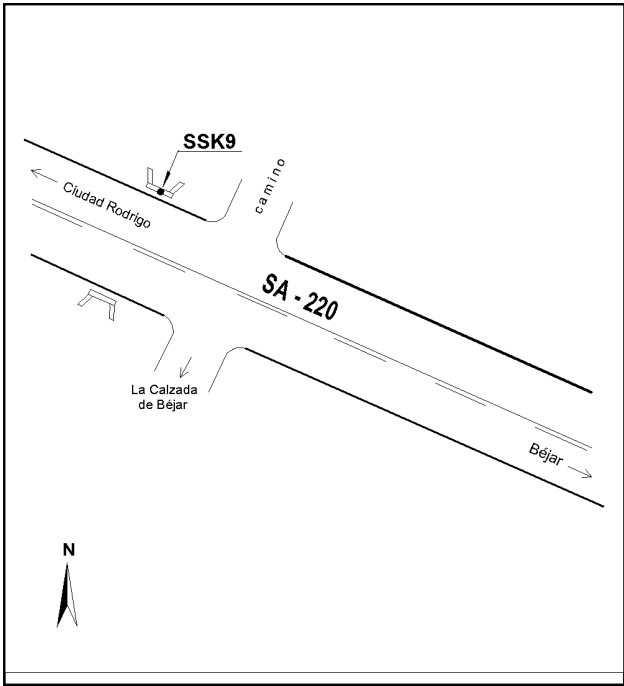 SSK9
camino
Ciudad Rodrigo
SA - 220
La Calzada
de Béjar
Béjar
N